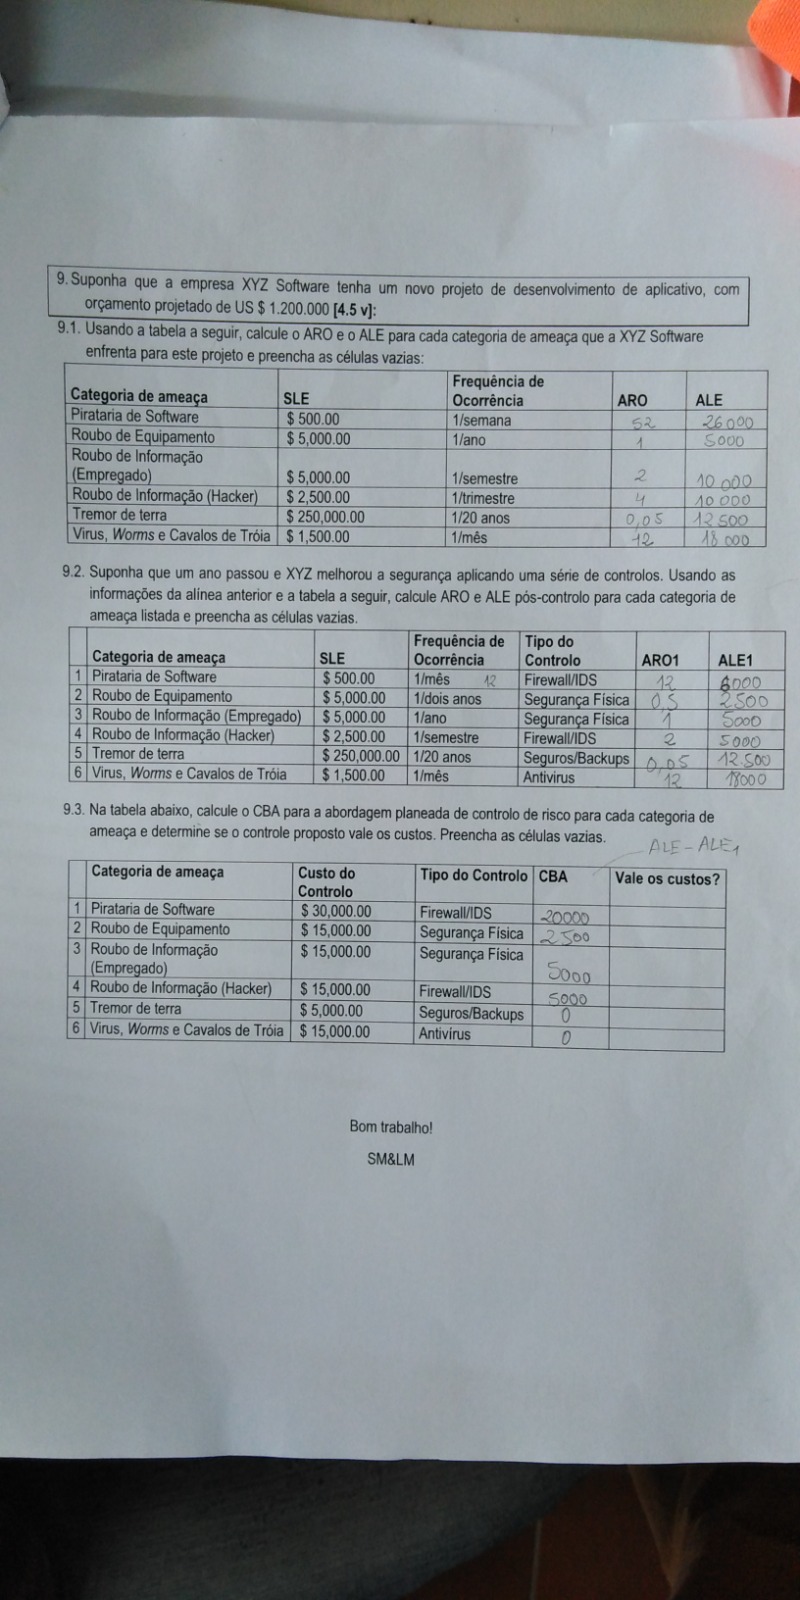 9. Suponha que a empresa XYZ Software tenha um novo projeto de desenvolvimento de aplicativo, com
orçamento projetado de US $ 1.200.000 [4.5 v]:
9.1. Usando a tabela a seguir, calcule o ARO e o ALE para cada categoria de ameaça que a XYZ Software
enfrenta para este projeto e preencha as células vazias:
Categoria de ameaça SLE Frequência de Ocorrência ARO ALE
Pirataria de Software $ 500.00 1/semana 52 26000
Roubo de Equipamento $ 5,000.00 1/ano 1 5000
Roubo de Informação
(Empregado) $ 5,000.00 1/semestre 2 10 000
Roubo de Informação (Hacker) $ 2,500.00 1/trimestre 4 10 000
Tremor de terra $ 250,000.00 1/20 anos 0,05 12 500
Virus, Worms e Cavalos de Tróia $ 1,500.00 1/mês 12 18 000
9.2. Suponha que um ano passou e XYZ melhorou a segurança aplicando uma série de controlos. Usando as
informações da alínea anterior e a tabela a seguir, calcule ARO e ALE pós-controlo para cada categoria de
ameaça listada e preencha as células vazias.
Categoria de ameaça SLE Frequência de Ocorrência Tipo do Controlo ARO1 ALE1
1 Pirataria de Software $ 500.00 1/mês 12 Firewall/IDS 12 6000
2 Roubo de Equipamento $ 5,000.00 1/dois anos Segurança Física 0,5 2500
3 Roubo de Informação (Empregado) $ 5,000.00 1/ano Segurança Física 1 5000
4 Roubo de Informação (Hacker) $ 2,500.00 1/semestre Firewall/IDS 2 5000
5 Tremor de terra $ 250,000.00 1/20 anos Seguros/Backups 0,05 12.500
6 Virus, Worms e Cavalos de Tróia $ 1,500.00 1/mês Antivirus 12 18000
9.3. Na tabela abaixo, calcule o CBA para a abordagem planeada de controlo de risco para cada categoria de
ameaça e determine se o controle proposto vale os custos. Preencha as células vazias.
ALE - ALE1
Categoria de ameaça Custo do Controlo Tipo do Controlo CBA Vale os custos?
1 Pirataria de Software $ 30,000.00 Firewall/IDS 20000
2 Roubo de Equipamento $ 15,000.00 Segurança Física 2500
3 Roubo de Informação $ 15,000.00 Segurança Física
(Empregado) 5000
4 Roubo de Informação (Hacker) $ 15,000.00 Firewall/IDS 5000
5 Tremor de terra $ 5,000.00 Seguros/Backups 0
6 Virus, Worms e Cavalos de Tróia $ 15,000.00 Antivírus 0
Bom trabalho!
SM&LM